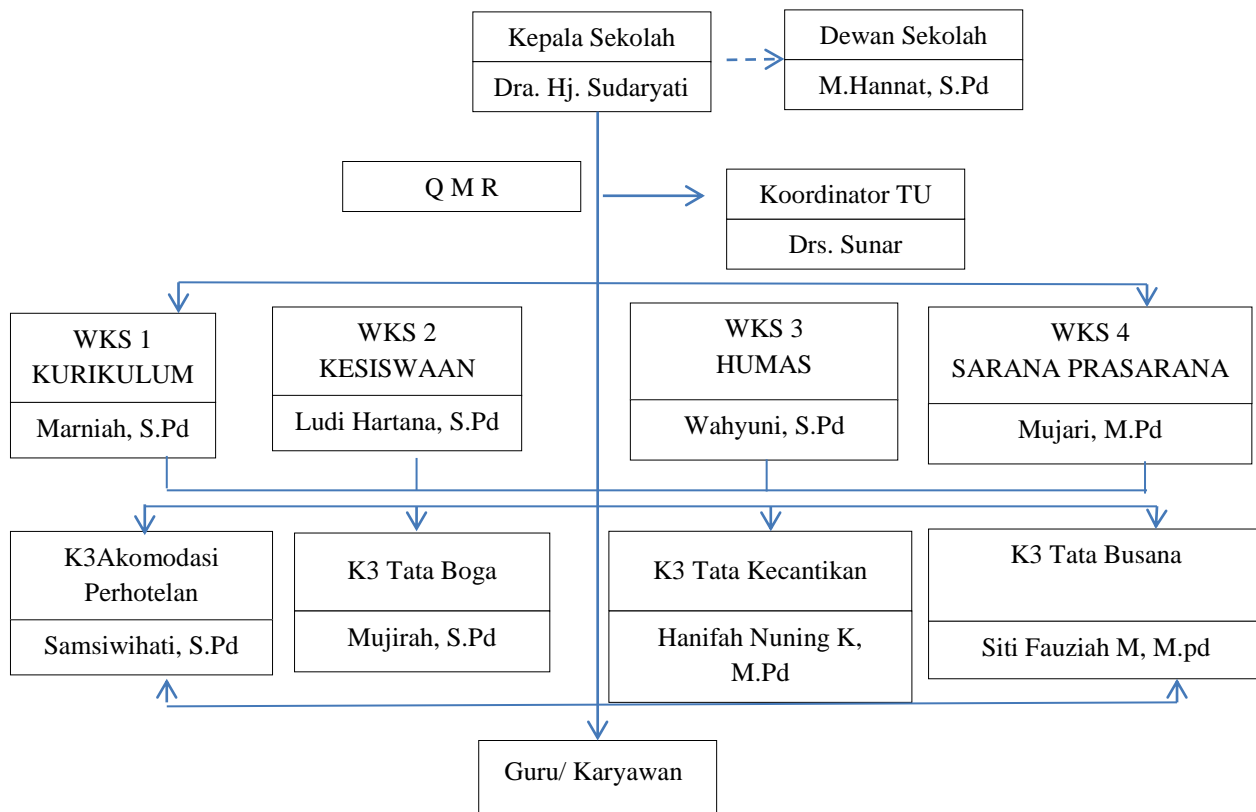 Kepala Sekolah
Dra. Hj. Sudaryati
Dewan Sekolah
M.Hannat, S.Pd
Q M R
Koordinator TU
Drs. Sunar
WKS 1
KURIKULUM
Marniah, S.Pd
WKS 2
KESISWAAN
Ludi Hartana, S.Pd
WKS 3
HUMAS
Wahyuni, S.Pd
WKS 4
SARANA PRASARANA
Mujari, M.Pd
K3Akomodasi
Perhotelan
Samsiwihati, S.Pd
K3 Tata Boga
Mujirah, S.Pd
K3 Tata Kecantikan
Hanifah Nuning K,
M.Pd
K3 Tata Busana
Siti Fauziah M, M.pd
Guru/ Karyawan